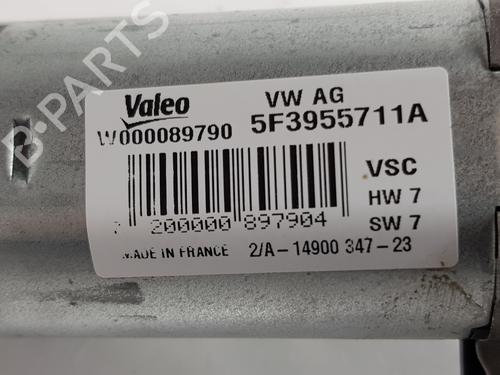 B-PARTS
Valeo
VW AG
W000089790
5F3955711A
VSC
HW 7
SW 7
200000 897904
MADE IN FRANCE
2/A-14900 347-23